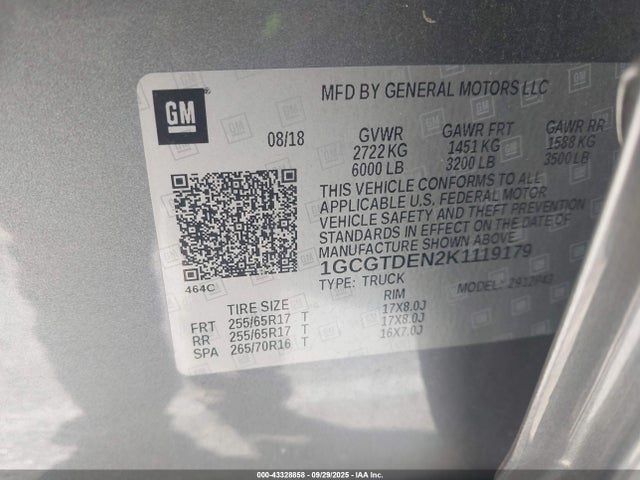 GM
MFD BY GENERAL MOTORS LLC
08/18
GVWR GAWR FRT GAWR RR
2722 KG 1451 KG 1588 KG
6000 LB 3200 LB 3500 LB
THIS VEHICLE CONFORMS TO ALL
APPLICABLE U.S. FEDERAL MOTOR
VEHICLE SAFETY AND THEFT PREVENTION
STANDARDS IN EFFECT ON THE DATE OF
MANUFACTURE SHOWN ABOVE.
1GCGTDEN2K1119179
464C
TYPE: TRUCK MODEL:
TIRE SIZE RIM
FRT 255/65R17 T 17X8.0J
RR 255/65R17 T 17X8.0J
SPA 265/70R16 T 16X7.0J
000-43328858 - 09/29/2025 - IAA, Inc.